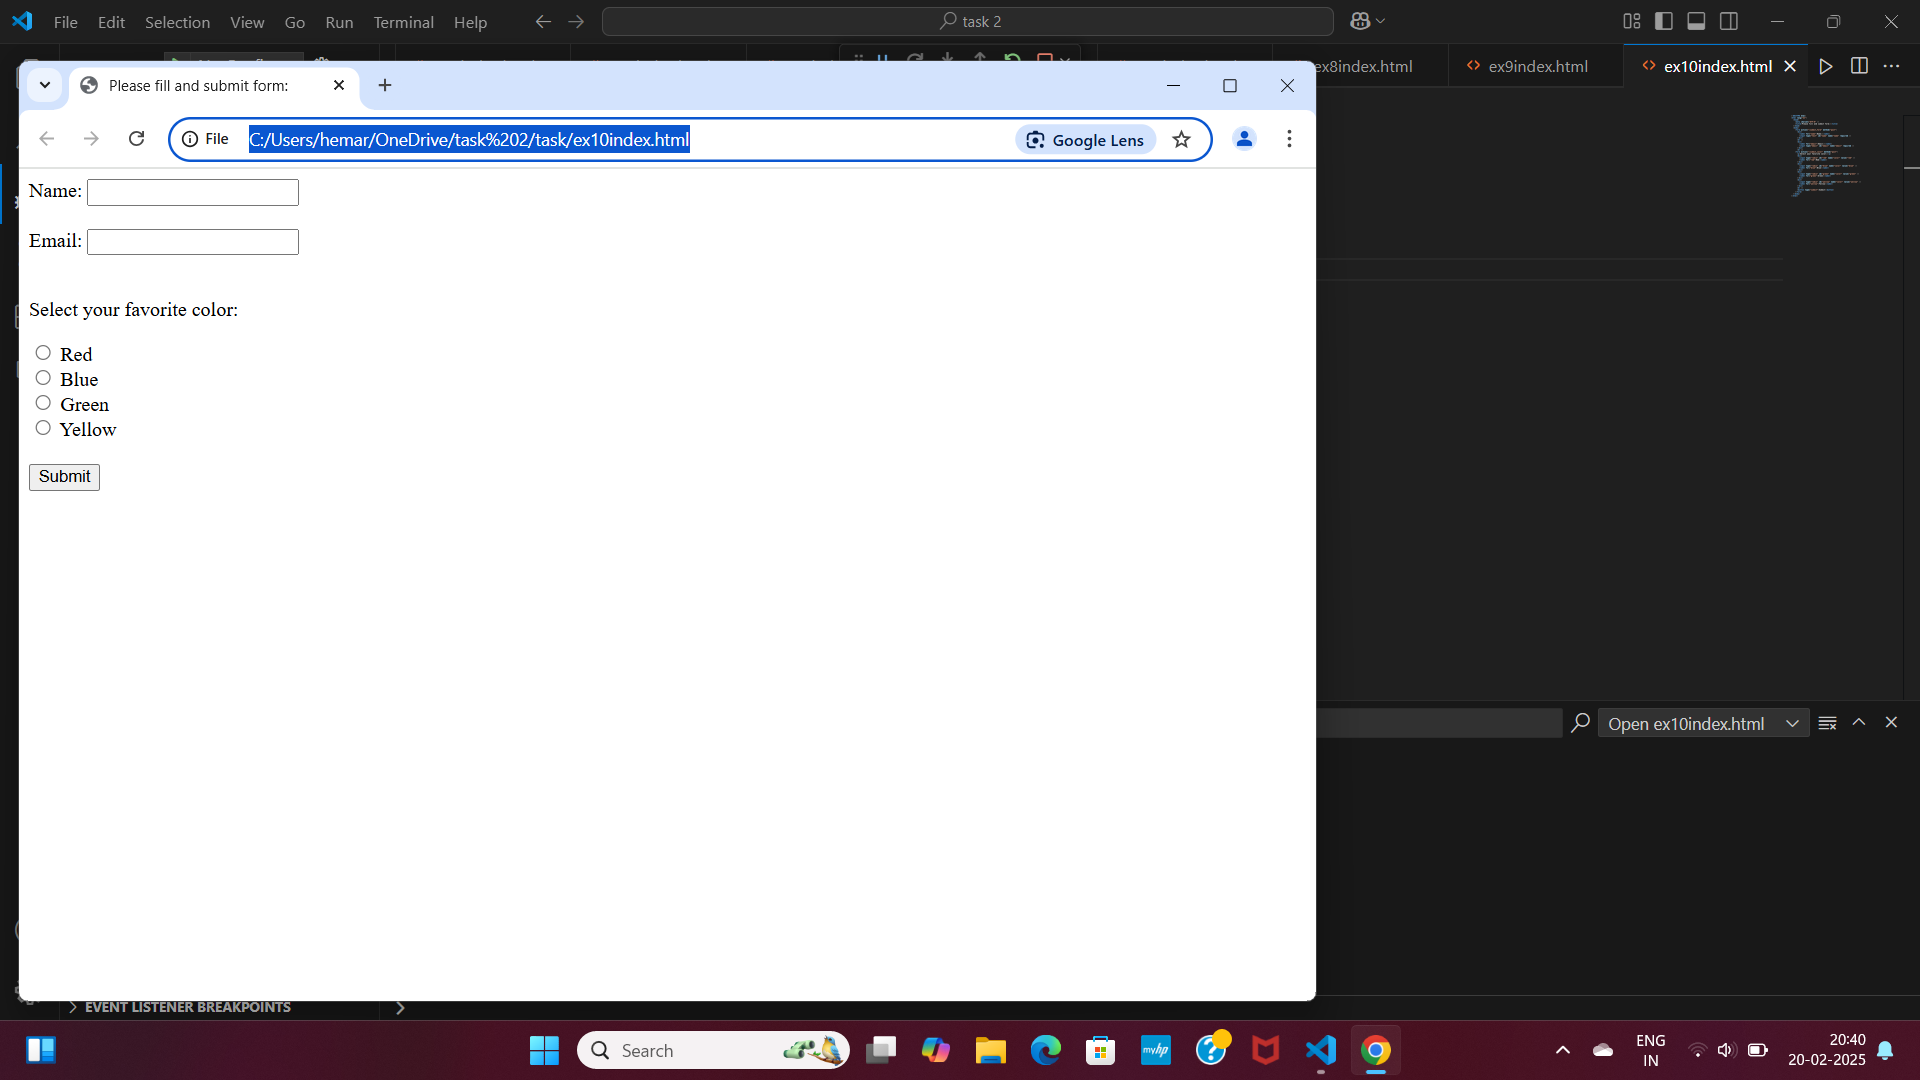 File Edit Selection View Go Run Terminal Help
task 2
ex8index.html
ex9index.html
ex10index.html
Please fill and submit form:
File
C:/Users/hemar/OneDrive/task%202/task/ex10index.html
Google Lens
Name:
Email:
Select your favorite color:
Red
Blue
Green
Yellow
Submit
Open ex10index.html
EVENT LISTENER BREAKPOINTS
Search
myhp
ENG
IN
20:40
20-02-2025